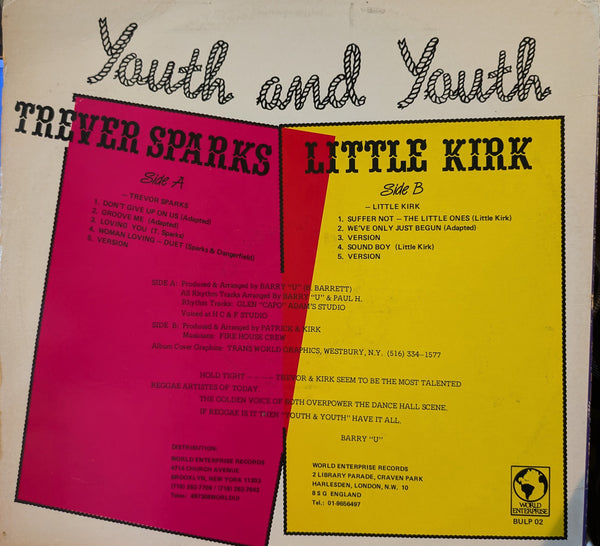 Youth and Youth
TREVER SPARKS
Side A
— TREVOR SPARKS
1. DON'T GIVE UP ON US (Adapted)
2. GROOVE ME (Adapted)
3. LOVING YOU (T. Sparks)
4. WOMAN LOVING – DUET (Sparks & Dangerfield)
5. VERSION
LITTLE KIRK
Side B
— LITTLE KIRK
1. SUFFER NOT — THE LITTLE ONES (Little Kirk)
2. WE'VE ONLY JUST BEGUN (Adapted)
3. VERSION
4. SOUND BOY (Little Kirk)
5. VERSION
SIDE A: Produced & Arranged by BARRY "U" BARRETT)
All Rhythm Tracks Arranged by BARRY "U" & PAUL H.
Rhythm Tracks: GLEN "CAPO" ADAM'S STUDIO
Voiced at H C & F STUDIO
SIDE B: Produced & Arranged by PATRICK & KIRK
Musicians: FIRE HOUSE CREW
Album Cover Graphics: TRANS WORLD GRAPHICS, WESTBURY, N.Y. (516) 334–1577
HOLD TIGHT — — — — TREVOR & KIRK SEEM TO BE THE MOST TALENTED
REGGAE ARTISTES OF TODAY.
THE GOLDEN VOICE OF BOTH OVERPOWER THE DANCE HALL SCENE.
IF REGGAE IS IT THEN "YOUTH & YOUTH" HAVE IT ALL.
BARRY "U"
DISTRIBUTION:
WORLD ENTERPRISE RECORDS
4714 CHURCH AVENUE
BROOKLYN, NEW YORK 11203
WORLD ENTERPRISE RECORDS
2 LIBRARY PARADE, CRAVEN PARK
HARLESDEN, LONDON, N.W. 10
8 S G ENGLAND
Tel.: 01-9656497
WORLD
ENTERPRISE
BULP 02